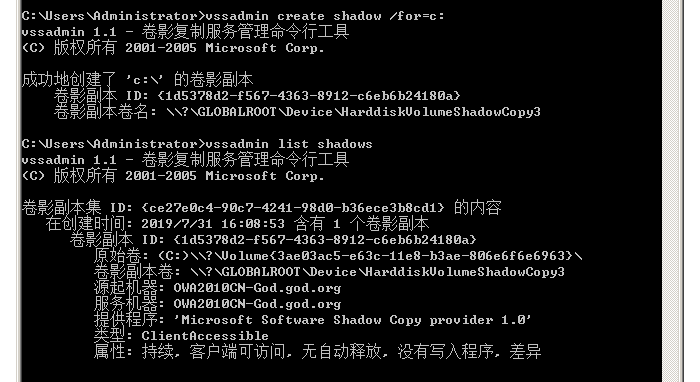 C:\Users\Administrator>vssadmin create shadow /for=c:
vssadmin 1.1 - 卷影复制服务管理命令行工具
(C) 版权所有 2001-2005 Microsoft Corp.
成功地创建了 'c:\' 的卷影副本
卷影副本 ID: {1d5378d2-f567-4363-8912-c6eb6b24180a}
卷影副本卷名: \\?\GLOBALROOT\Device\HarddiskVolumeShadowCopy3
C:\Users\Administrator>vssadmin list shadows
vssadmin 1.1 - 卷影复制服务管理命令行工具
(C) 版权所有 2001-2005 Microsoft Corp.
卷影副本集 ID: {ce27e0c4-90c7-4241-98d0-b36ece3b8cd1} 的内容
在创建时间: 2019/7/31 16:08:53 含有 1 个卷影副本
卷影副本 ID: {1d5378d2-f567-4363-8912-c6eb6b24180a}
原始卷: (C:)\\?\Volume{3ae03ac5-e63c-11e8-b3ae-806e6f6e6963}\
卷影副本卷: \\?\GLOBALROOT\Device\HarddiskVolumeShadowCopy3
源起机器: OWA2010CN-God.god.org
服务机器: OWA2010CN-God.god.org
提供程序: 'Microsoft Software Shadow Copy provider 1.0'
类型: ClientAccessible
属性: 持续, 客户端可访问, 无自动释放, 没有写入程序, 差异